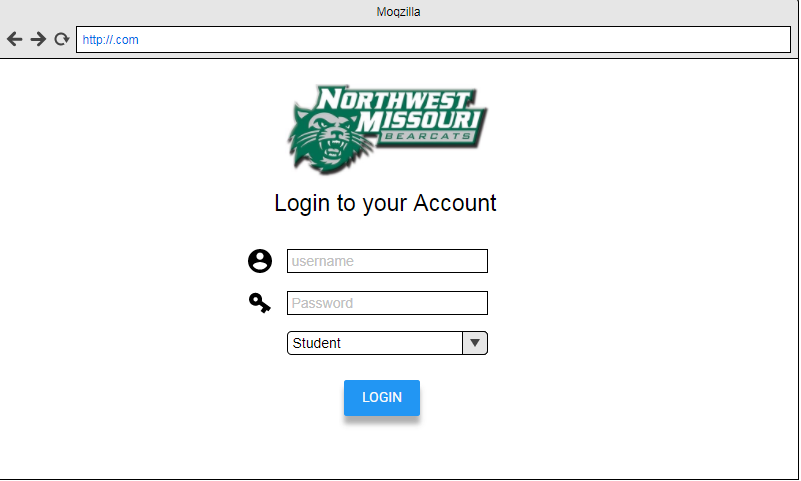 Moqzilla
http://.com
NORTHWEST
MISSOURI
BEARCATS
Login to your Account
username
Password
Student
LOGIN